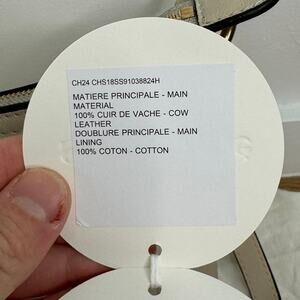 CH24 CHS18SS91038824H
MATIERE PRINCIPALE - MAIN
MATERIAL
100% CUIR DE VACHE - COW
LEATHER
DOUBLURE PRINCIPALE - MAIN
LINING
100% COTON - COTTON